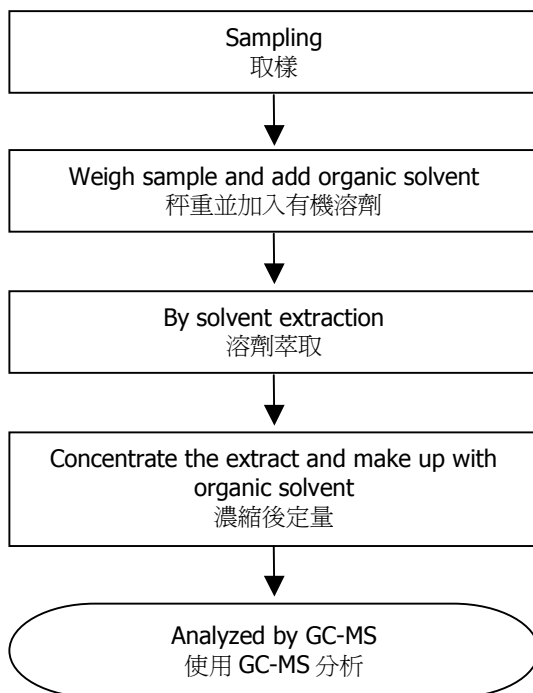 Sampling
取樣
Weigh sample and add organic solvent
秤重並加入有機溶劑
By solvent extraction
溶劑萃取
Concentrate the extract and make up with
organic solvent
濃縮後定量
Analyzed by GC-MS
使用 GC-MS 分析